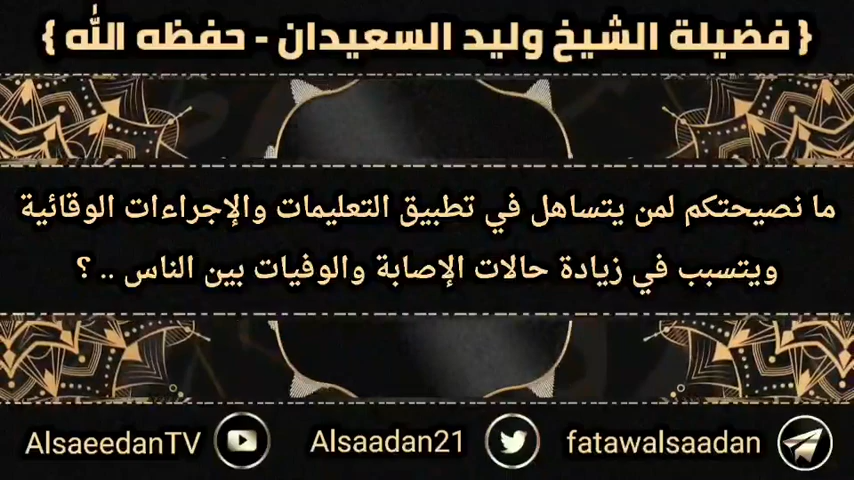 { فضيلة الشيخ وليد السعيدان - حفظه الله }
ما نصيحتكم لمن يتساهل في تطبيق التعليمات والإجراءات الوقائية
ويتسبب في زيادة حالات الإصابة والوفيات بين الناس .. ؟
AlsaeedanTV Alsaadan21 fatawalsaadan